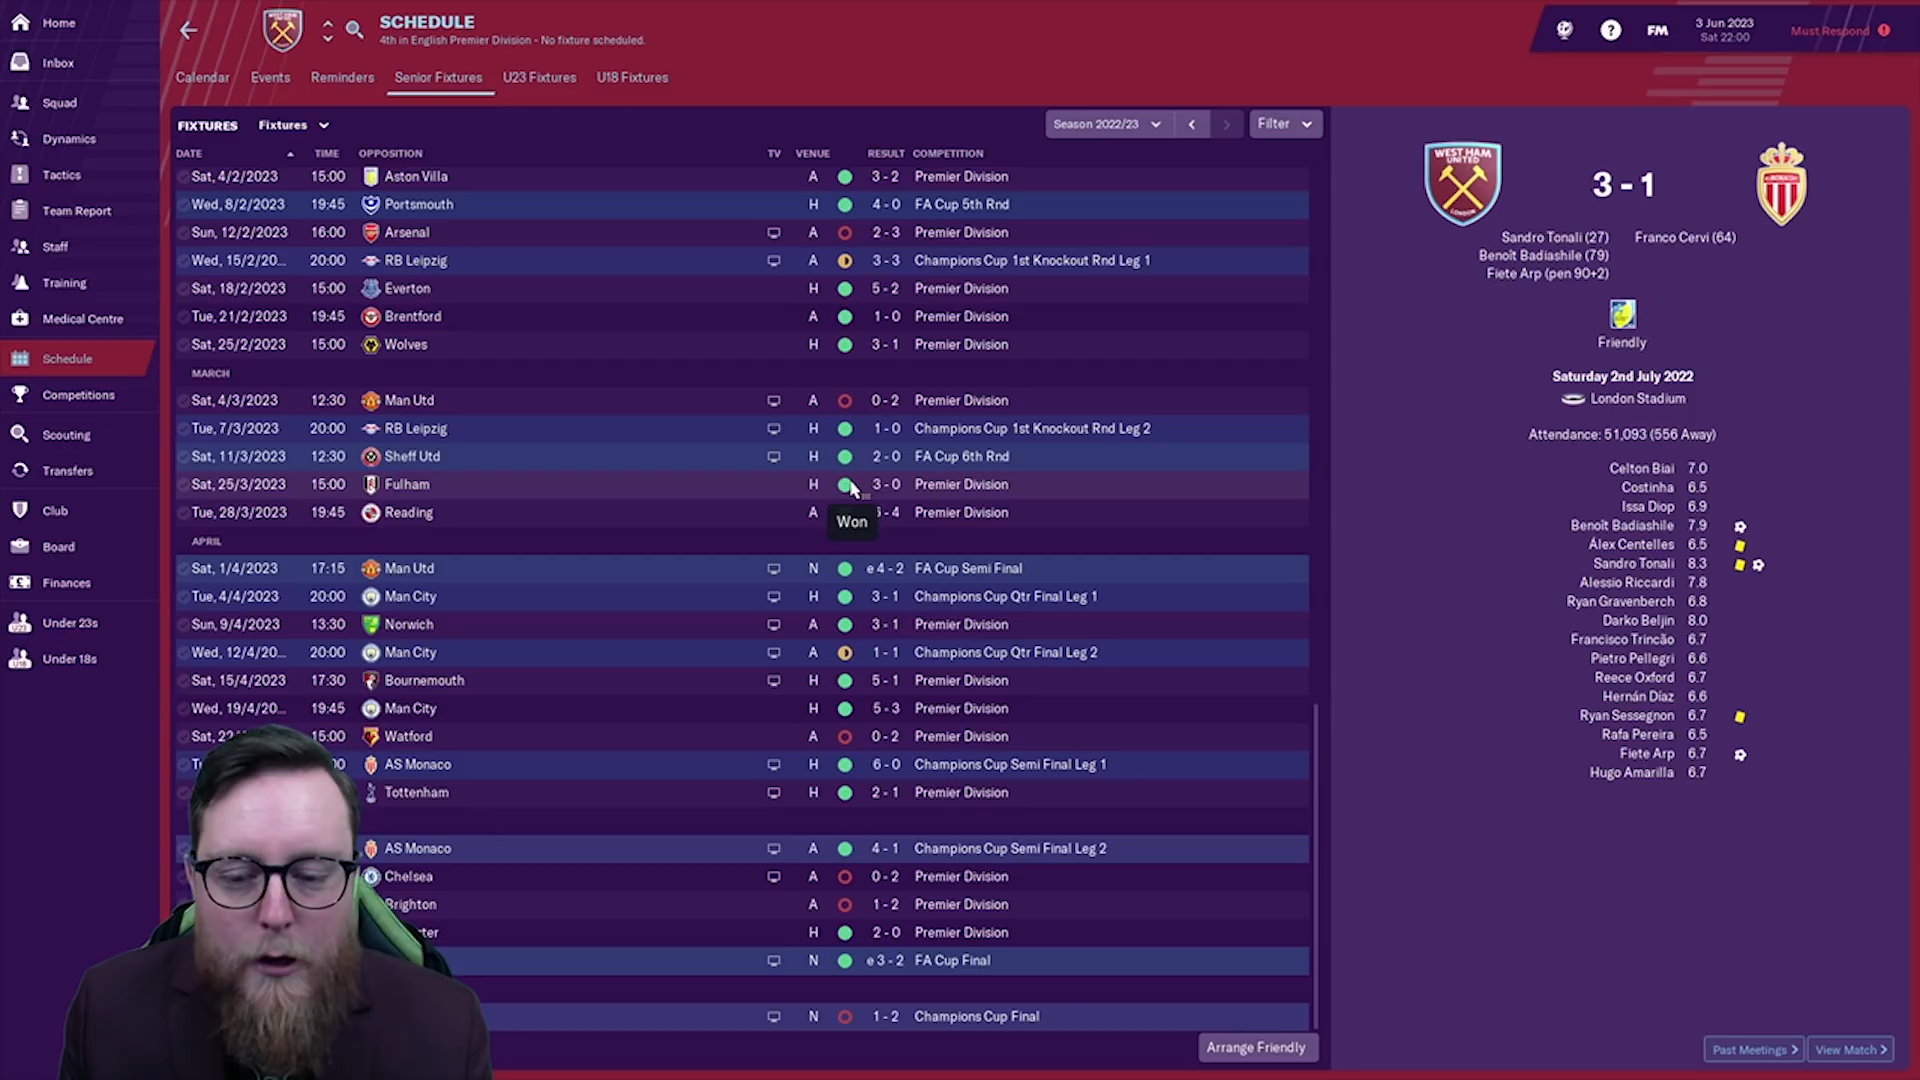 Home
Inbox
Squad
Dynamics
Tactics
Team Report
Staff
Training
Medical Centre
Schedule
Competitions
Scouting
Transfers
Club
Board
Finances
Under 23s
Under 18s
SCHEDULE
4th in English Premier Division - No fixture scheduled.
FM
3 Jun 2023
Sat 22:00
Must Respond
Calendar Events Reminders Senior Fixtures U23 Fixtures U18 Fixtures
FIXTURES Fixtures Season 2022/23 Filter
DATE TIME OPPOSITION TV VENUE RESULT COMPETITION
Sat, 4/2/2023 15:00 Aston Villa A 3 - 2 Premier Division
Wed, 8/2/2023 19:45 Portsmouth H 4 - 0 FA Cup 5th Rnd
Sun, 12/2/2023 16:00 Arsenal A 2 - 3 Premier Division
Wed, 15/2/20... 20:00 RB Leipzig A 3 - 3 Champions Cup 1st Knockout Rnd Leg 1
Sat, 18/2/2023 15:00 Everton H 5 - 2 Premier Division
Tue, 21/2/2023 19:45 Brentford A 1 - 0 Premier Division
Sat, 25/2/2023 15:00 Wolves H 3 - 1 Premier Division
MARCH
Sat, 4/3/2023 12:30 Man Utd A 0 - 2 Premier Division
Tue, 7/3/2023 20:00 RB Leipzig H 1 - 0 Champions Cup 1st Knockout Rnd Leg 2
Sat, 11/3/2023 12:30 Sheff Utd H 2 - 0 FA Cup 6th Rnd
Sat, 25/3/2023 15:00 Fulham H 3 - 0 Premier Division
Tue, 28/3/2023 19:45 Reading A - 4 Premier Division
Won
APRIL
Sat, 1/4/2023 17:15 Man Utd N e 4 - 2 FA Cup Semi Final
Tue, 4/4/2023 20:00 Man City H 3 - 1 Champions Cup Qtr Final Leg 1
Sun, 9/4/2023 13:30 Norwich A 3 - 1 Premier Division
Wed, 12/4/20... 20:00 Man City A 1 - 1 Champions Cup Qtr Final Leg 2
Sat, 15/4/2023 17:30 Bournemouth H 5 - 1 Premier Division
Wed, 19/4/20... 19:45 Man City H 5 - 3 Premier Division
Sat, 15:00 Watford A 0 - 2 Premier Division
AS Monaco H 6 - 0 Champions Cup Semi Final Leg 1
Tottenham H 2 - 1 Premier Division
AS Monaco A 4 - 1 Champions Cup Semi Final Leg 2
Chelsea A 0 - 2 Premier Division
Brighton A 1 - 2 Premier Division
ter H 2 - 0 Premier Division
N e 3 - 2 FA Cup Final
N 1 - 2 Champions Cup Final
Arrange Friendly
WEST HAM
UNITED
LONDON
3 - 1
Sandro Tonali (27) Franco Cervi (64)
Benoît Badiashile (79)
Fiete Arp (pen 90+2)
Friendly
Saturday 2nd July 2022
London Stadium
Attendance: 51,093 (556 Away)
Celton Biai 7.0
Costinha 6.5
Issa Diop 6.9
Benoît Badiashile 7.9
Álex Centelles 6.5
Sandro Tonali 8.3
Alessio Riccardi 7.8
Ryan Gravenberch 6.8
Darko Beljin 8.0
Francisco Trincão 6.7
Pietro Pellegri 6.6
Reece Oxford 6.7
Hernán Díaz 6.6
Ryan Sessegnon 6.7
Rafa Pereira 6.5
Fiete Arp 6.7
Hugo Amarilla 6.7
Past Meetings View Match